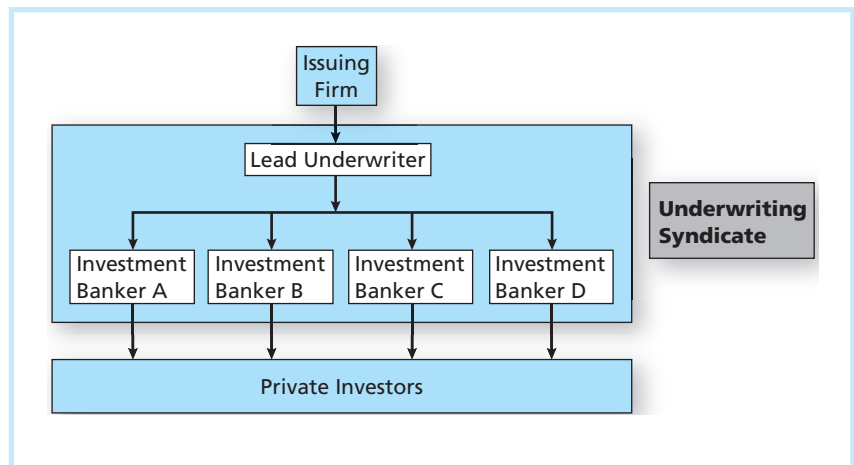 Issuing
Firm
Lead Underwriter
Underwriting
Syndicate
Investment
Banker A
Investment
Banker B
Investment
Banker C
Investment
Banker D
Private Investors